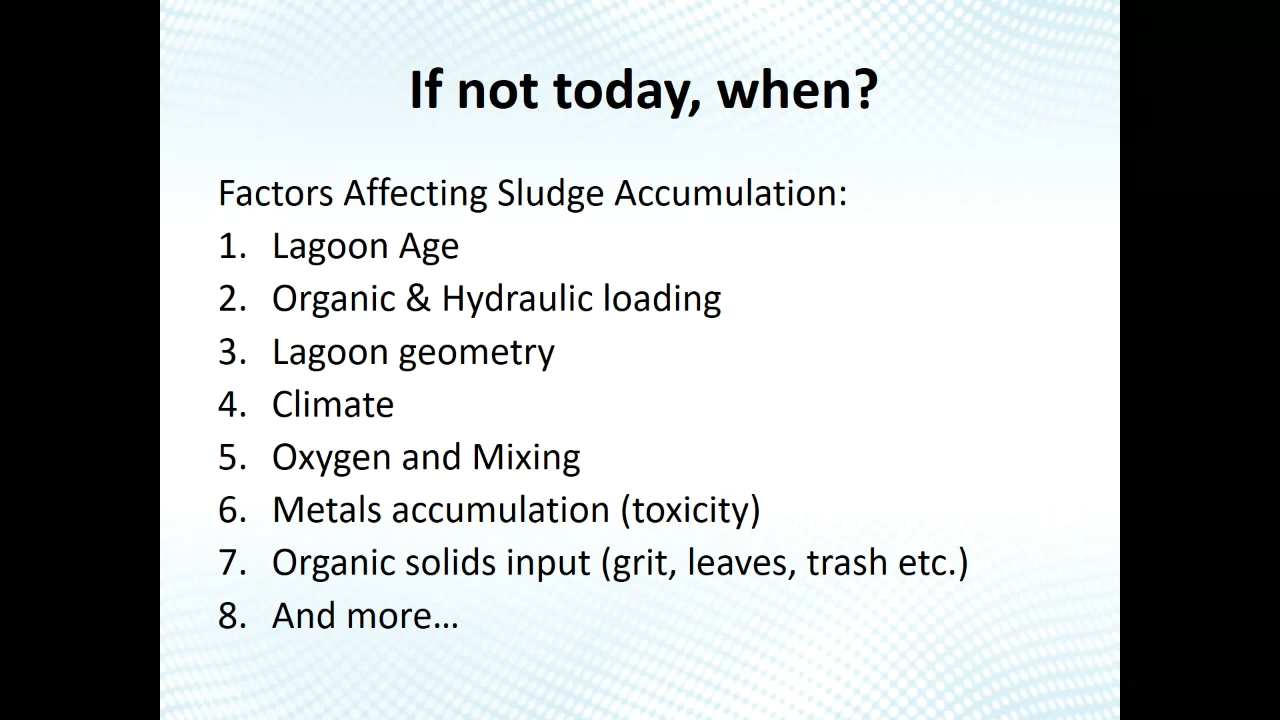 If not today, when?
Factors Affecting Sludge Accumulation:
1. Lagoon Age
2. Organic & Hydraulic loading
3. Lagoon geometry
4. Climate
5. Oxygen and Mixing
6. Metals accumulation (toxicity)
7. Organic solids input (grit, leaves, trash etc.)
8. And more...